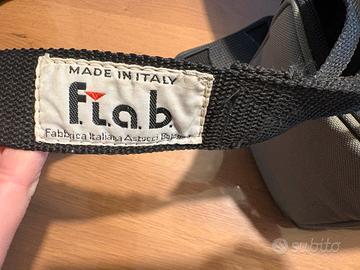 MADE IN ITALY
f.i.a.b.
Fabbrica Italiana Astucci
subito